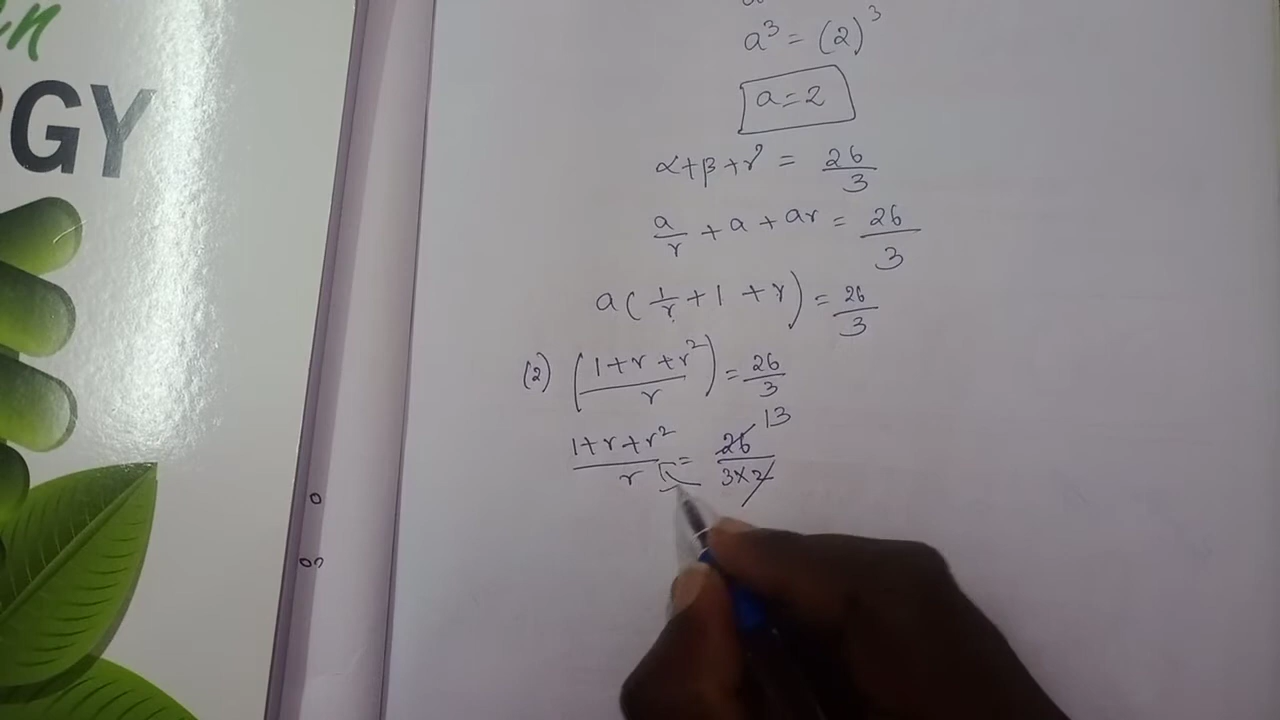 n
RGY
a³ = (2)³
a = 2
α+β+γ = 26/3
a/r + a + ar = 26/3
a(1/r + 1 + r) = 26/3
(2) ((1+r+r²)/r) = 26/3
13
(1+r+r²)/r = 26/(3×2)